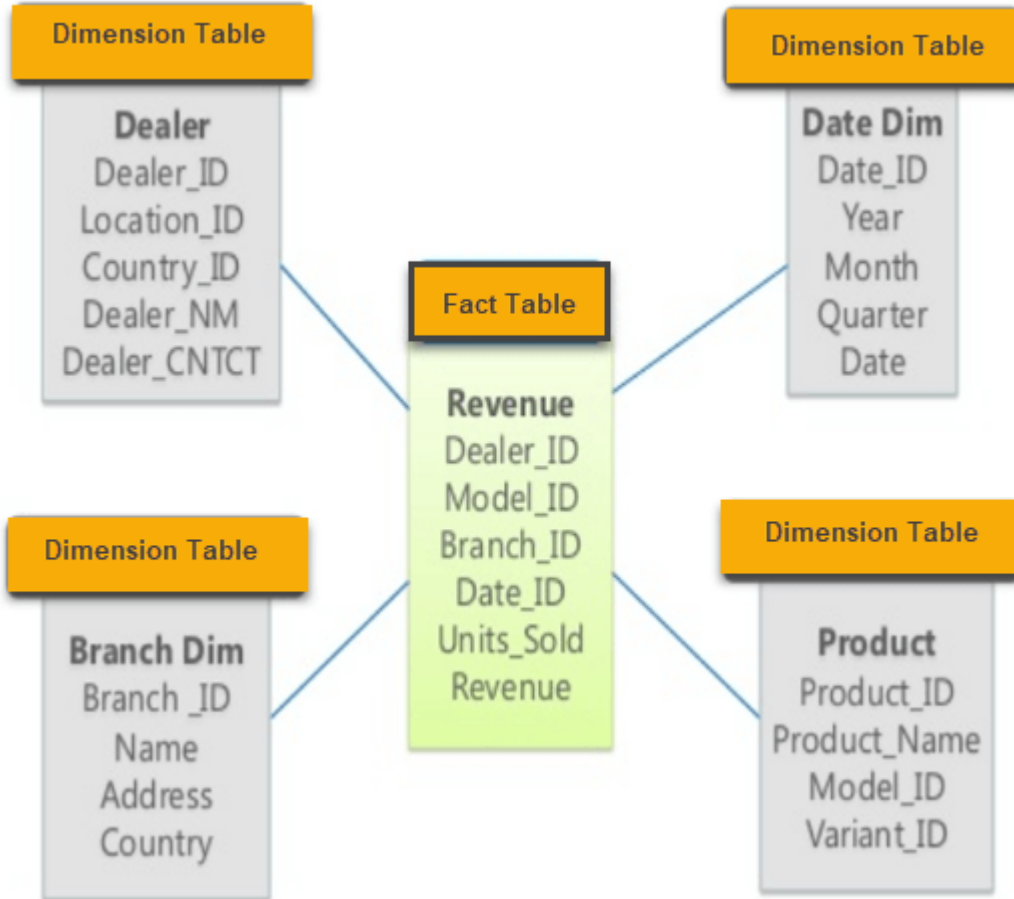 Dimension Table
Dealer
Dealer_ID
Location_ID
Country_ID
Dealer_NM
Dealer_CNTCT
Dimension Table
Date Dim
Date_ID
Year
Month
Quarter
Date
Fact Table
Revenue
Dealer_ID
Model_ID
Branch_ID
Date_ID
Units_Sold
Revenue
Dimension Table
Branch Dim
Branch _ID
Name
Address
Country
Dimension Table
Product
Product_ID
Product_Name
Model_ID
Variant_ID